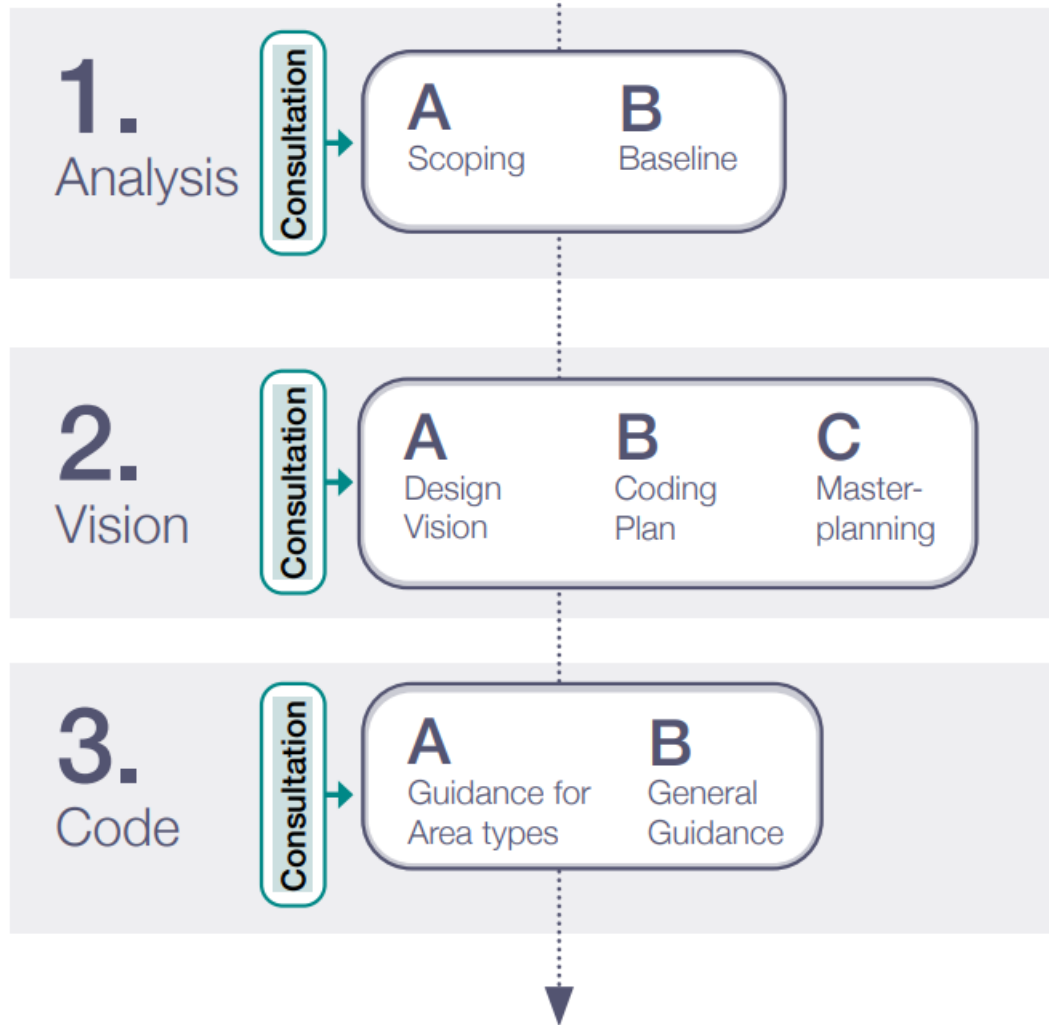 1.
Analysis
Consultation
A
Scoping
B
Baseline
2.
Vision
Consultation
A
Design
Vision
B
Coding
Plan
C
Master-
planning
3.
Code
Consultation
A
Guidance for
Area types
B
General
Guidance